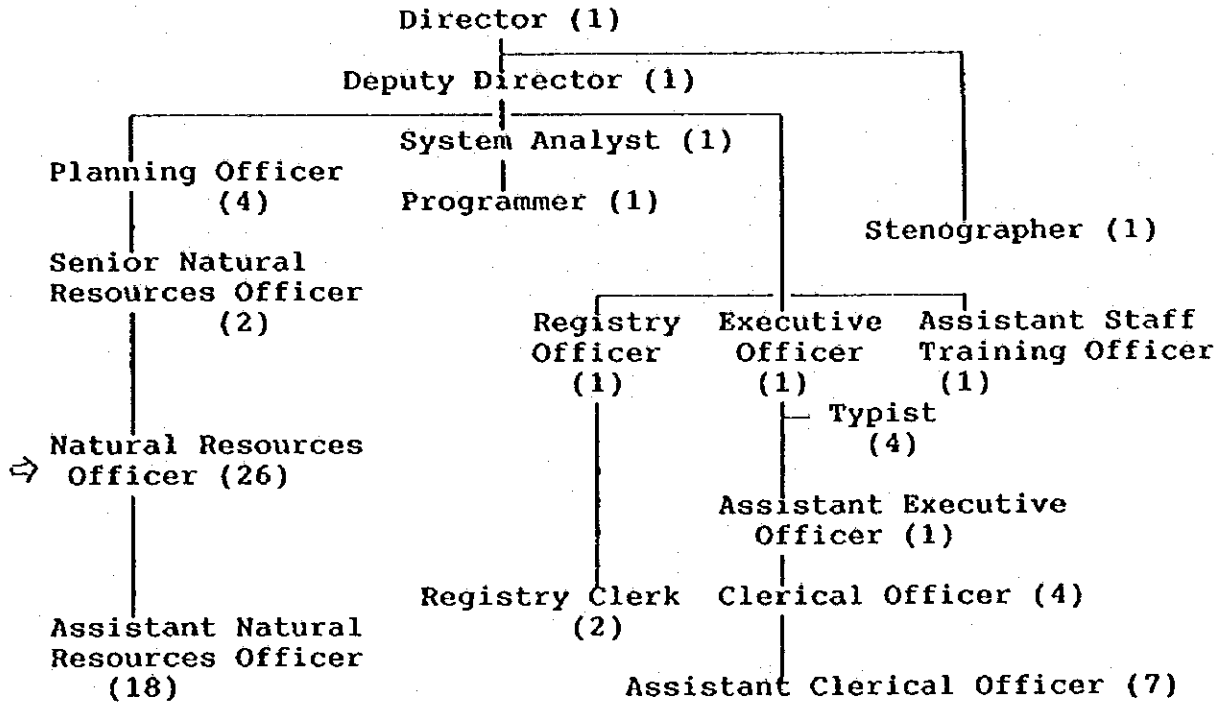 Director (1)
Deputy Director (1)
System Analyst (1)
Planning Officer
(4)
Programmer (1)
Stenographer (1)
Senior Natural
Resources Officer
(2)
Registry
Officer
(1)
Executive
Officer
(1)
Assistant Staff
Training Officer
(1)
Typist
(4)
Natural Resources
Officer (26)
Assistant Executive
Officer (1)
Registry Clerk
(2)
Clerical Officer (4)
Assistant Natural
Resources Officer
(18)
Assistant Clerical Officer (7)